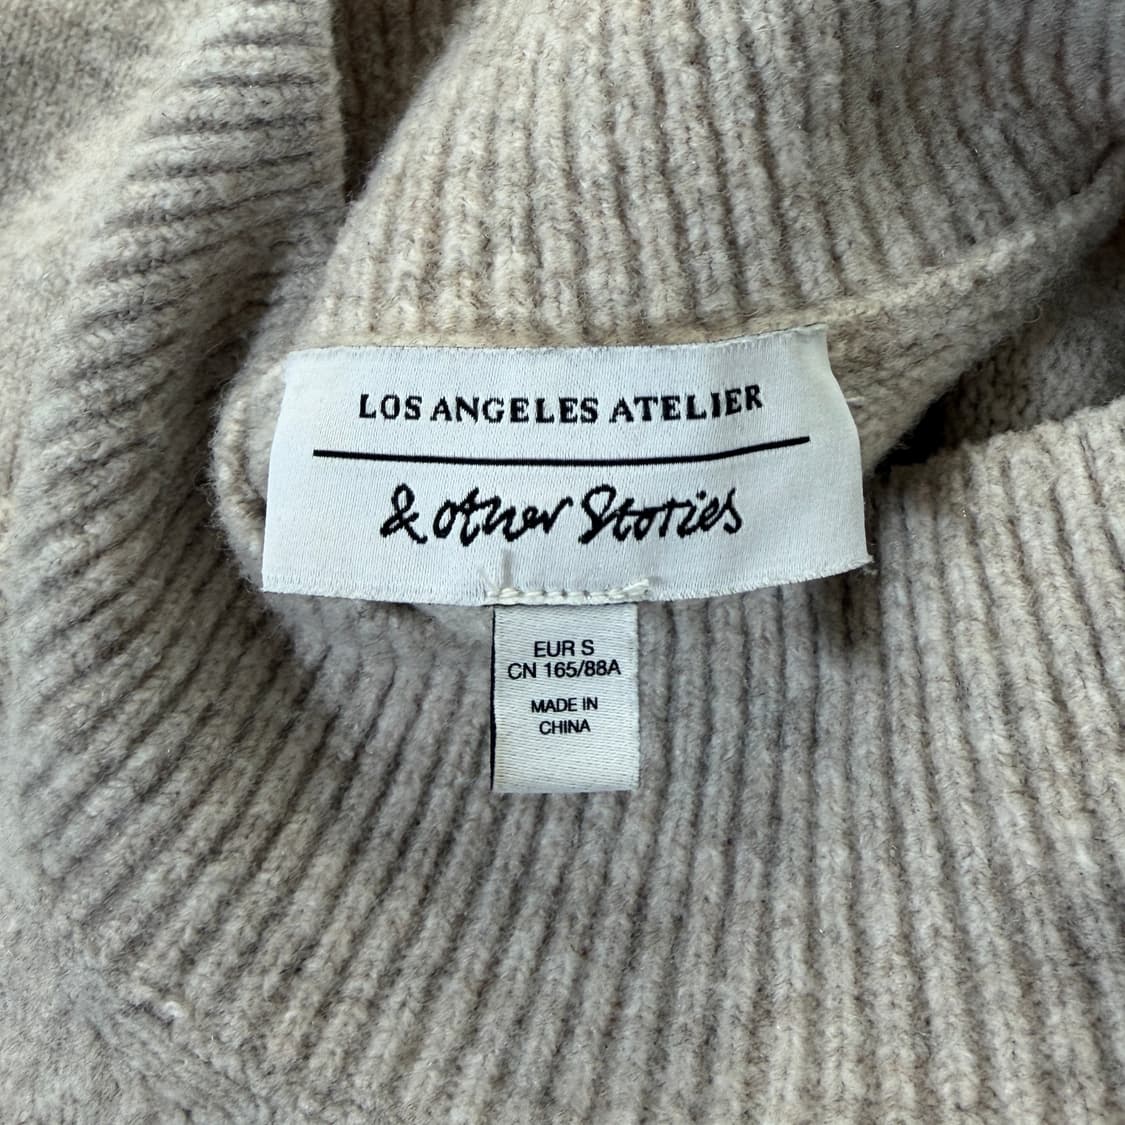 LOS ANGELES ATELIER
& other Stories
EUR S
CN 165/88A
MADE IN
CHINA